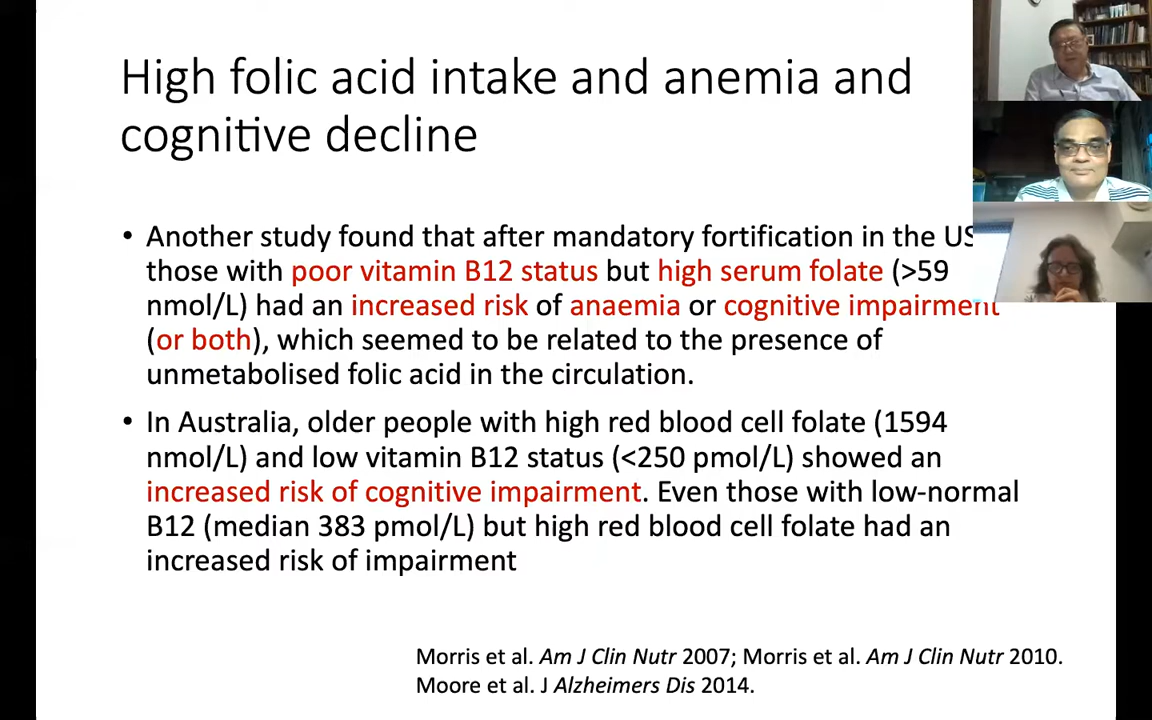 High folic acid intake and anemia and
cognitive decline
• Another study found that after mandatory fortification in the US
those with poor vitamin B12 status but high serum folate (>59
nmol/L) had an increased risk of anaemia or cognitive impairment
(or both), which seemed to be related to the presence of
unmetabolised folic acid in the circulation.
• In Australia, older people with high red blood cell folate (1594
nmol/L) and low vitamin B12 status (<250 pmol/L) showed an
increased risk of cognitive impairment. Even those with low-normal
B12 (median 383 pmol/L) but high red blood cell folate had an
increased risk of impairment
Morris et al. Am J Clin Nutr 2007; Morris et al. Am J Clin Nutr 2010.
Moore et al. J Alzheimers Dis 2014.